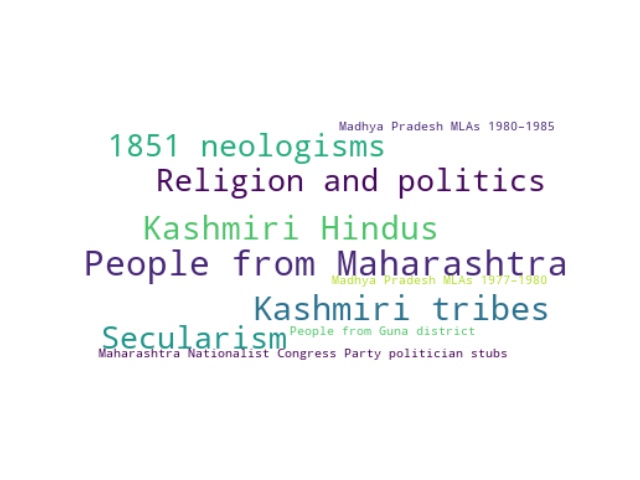 Madhya Pradesh MLAs 1980–1985
1851 neologisms
Religion and politics
Kashmiri Hindus
People from Maharashtra
Madhya Pradesh MLAs 1977–1980
Kashmiri tribes
People from Guna district
Secularism
Maharashtra Nationalist Congress Party politician stubs